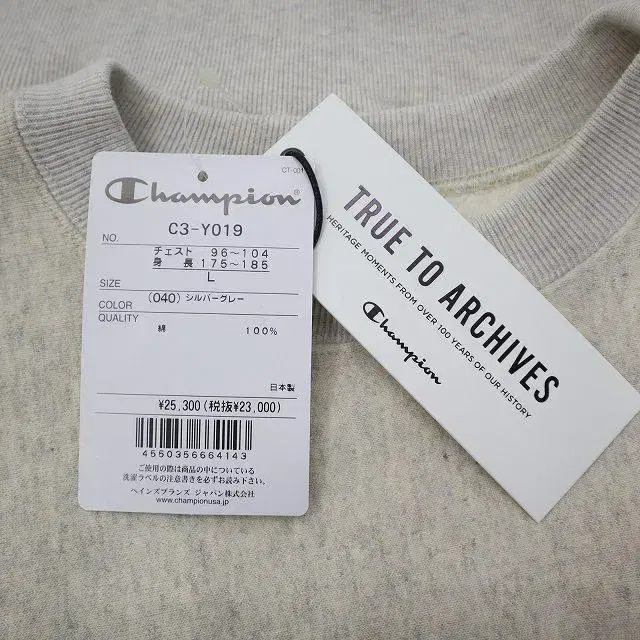 CT-001
Champion®
NO.
C3-Y019
チェスト 96〜104
身 長 175〜185
SIZE
L
COLOR
(040) シルバーグレー
QUALITY
綿 100%
日本製
¥25,300(税抜¥23,000)
4550356664143
ご使用の際は商品の中についている
洗濯ラベルの注意書きを必ずお読み下さい。
ヘインズブランズ ジャパン株式会社
www.championusa.jp
TRUE TO ARCHIVES
HERITAGE MOMENTS FROM OVER 100 YEARS OF OUR HISTORY
Champion